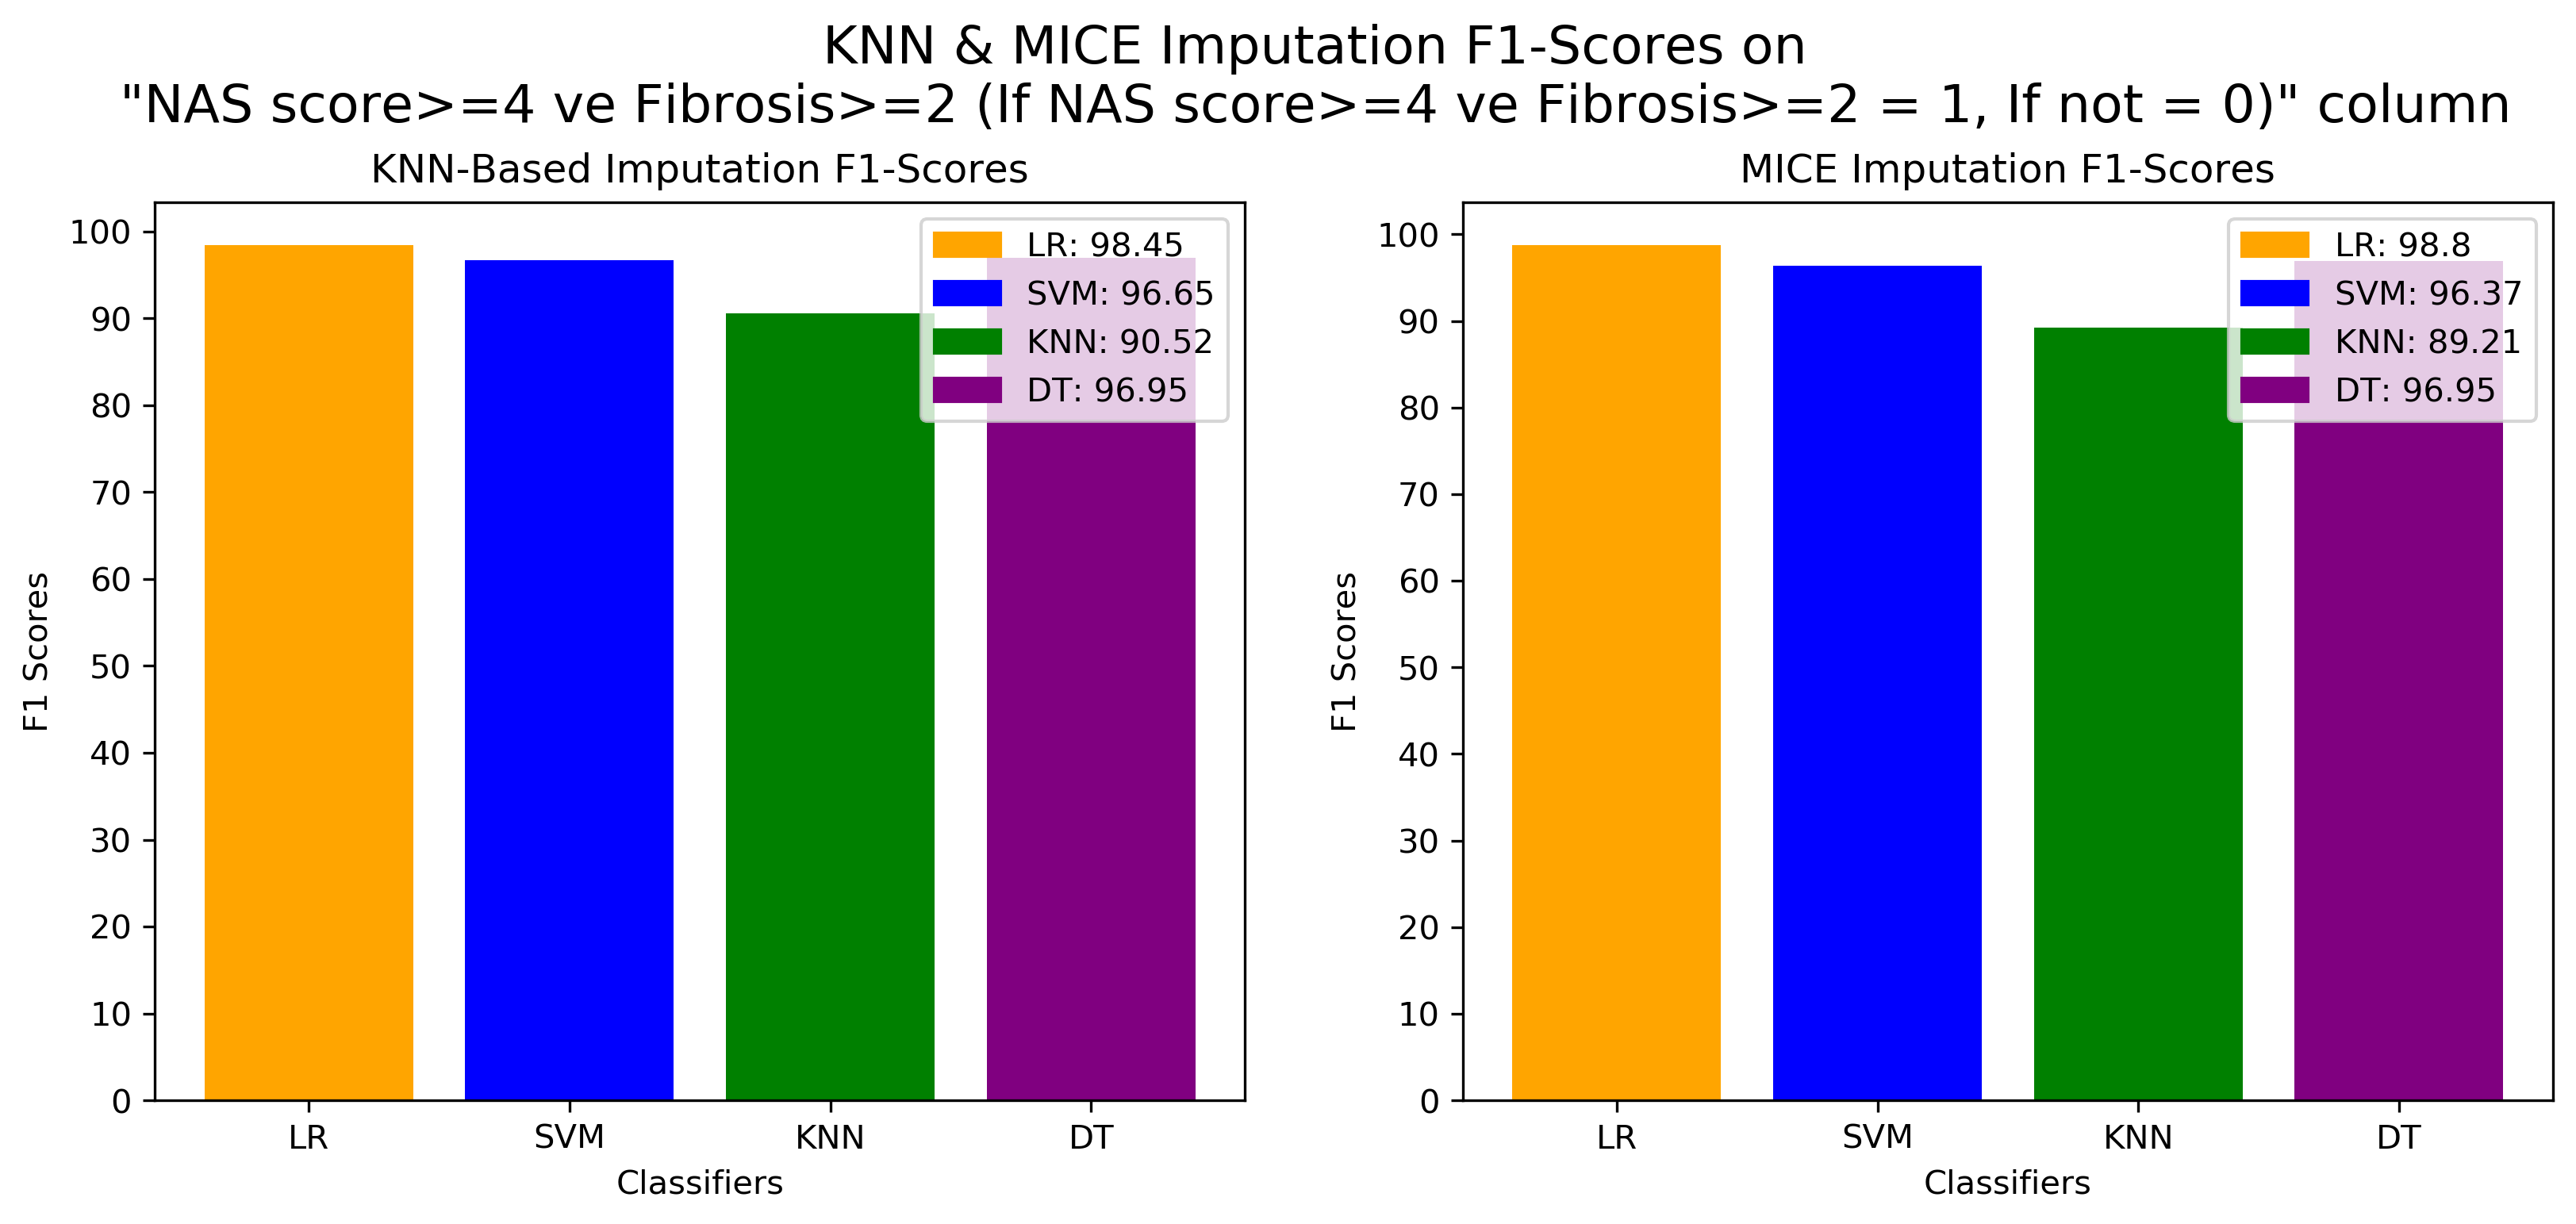 KNN & MICE Imputation F1-Scores on
"NAS score>=4 ve Fibrosis>=2 (If NAS score>=4 ve Fibrosis>=2 = 1, If not = 0)" column
KNN-Based Imputation F1-Scores
100
90
80
70
60
50
40
30
20
10
0
F1 Scores
LR: 98.45
SVM: 96.65
KNN: 90.52
DT: 96.95
LR
SVM
KNN
DT
Classifiers
MICE Imputation F1-Scores
100
90
80
70
60
50
40
30
20
10
0
F1 Scores
LR: 98.8
SVM: 96.37
KNN: 89.21
DT: 96.95
LR
SVM
KNN
DT
Classifiers